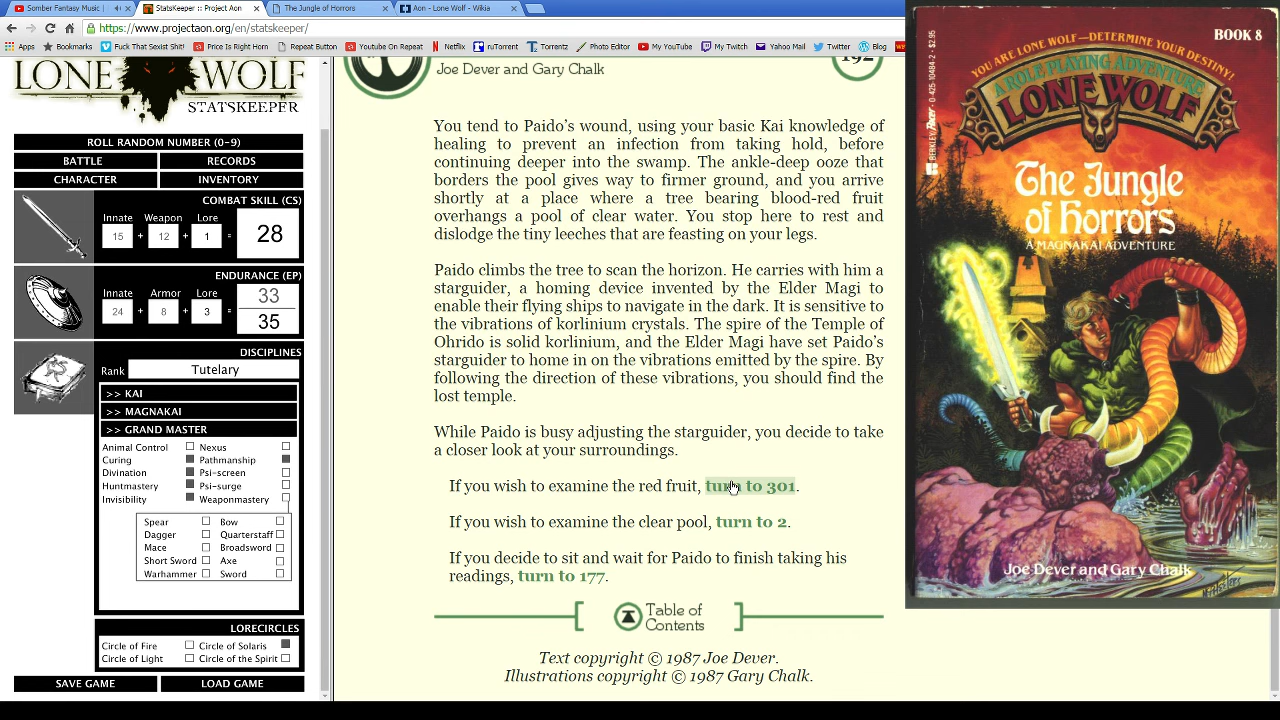 Somber Fantasy Music |
StatsKeeper :: Project Aon
The Jungle of Horrors
Aon - Lone Wolf - Wikia
https://www.projectaon.org/en/statskeeper/
Apps
Bookmarks
Fuck That Sexist Shit!
Price is Right Horn
Repeat Button
Youtube On Repeat
Netflix
ruTorrent
Torrentz
Photo Editor
My YouTube
My Twitch
Yahoo Mail
Twitter
Blog
LONE WOLF
STATSKEEPER
ROLL RANDOM NUMBER (0-9)
BATTLE
RECORDS
CHARACTER
INVENTORY
COMBAT SKILL (CS)
Innate Weapon Lore
15 + 12 + 1 = 28
ENDURANCE (EP)
Innate Armor Lore
33
24 + 8 + 3 = 35
DISCIPLINES
Rank Tutelary
>> KAI
>> MAGNAKAI
>> GRAND MASTER
Animal Control Nexus
Curing Pathmanship
Divination Psi-screen
Huntmastery Psi-surge
Invisibility Weaponmastery
Spear Bow
Dagger Quarterstaff
Mace Broadsword
Short Sword Axe
Warhammer Sword
LORECIRCLES
Circle of Fire Circle of Solaris
Circle of Light Circle of the Spirit
SAVE GAME
LOAD GAME
Joe Dever and Gary Chalk
192
You tend to Paido’s wound, using your basic Kai knowledge of
healing to prevent an infection from taking hold, before
continuing deeper into the swamp. The ankle-deep ooze that
borders the pool gives way to firmer ground, and you arrive
shortly at a place where a tree bearing blood-red fruit
overhangs a pool of clear water. You stop here to rest and
dislodge the tiny leeches that are feasting on your legs.
Paido climbs the tree to scan the horizon. He carries with him a
starguider, a homing device invented by the Elder Magi to
enable their flying ships to navigate in the dark. It is sensitive to
the vibrations of korlinium crystals. The spire of the Temple of
Ohrido is solid korlinium, and the Elder Magi have set Paido’s
starguider to home in on the vibrations emitted by the spire. By
following the direction of these vibrations, you should find the
lost temple.
While Paido is busy adjusting the starguider, you decide to take
a closer look at your surroundings.
If you wish to examine the red fruit, turn to 301.
If you wish to examine the clear pool, turn to 2.
If you decide to sit and wait for Paido to finish taking his
readings, turn to 177.
Table of
Contents
Text copyright © 1987 Joe Dever.
Illustrations copyright © 1987 Gary Chalk.
BOOK 8
YOU ARE LONE WOLF—DETERMINE YOUR DESTINY!
A ROLE PLAYING ADVENTURE
LONE WOLF
The Jungle
of Horrors
A MAGNAKAI ADVENTURE
BERKLEY Pacer • 0-425-10484-2 • $2.95
Joe Dever and Gary Chalk